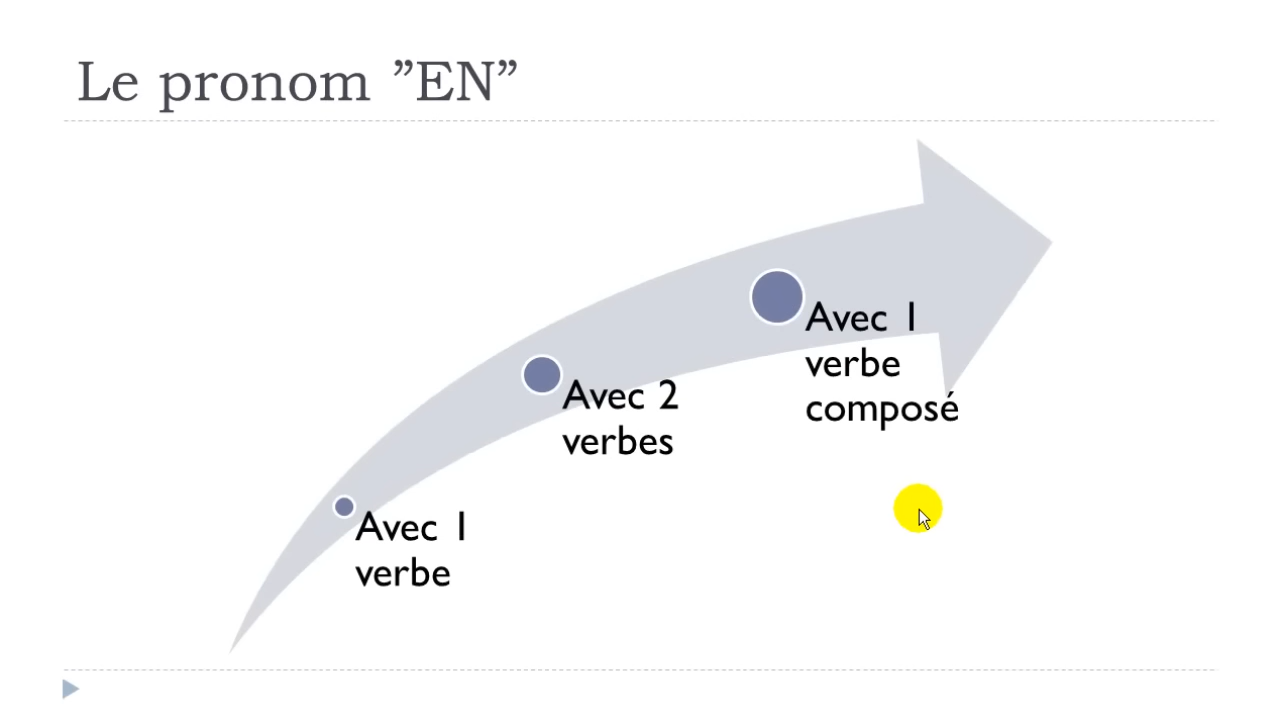 Le pronom ”EN”
Avec 1
verbe
composé
Avec 2
verbes
Avec 1
verbe